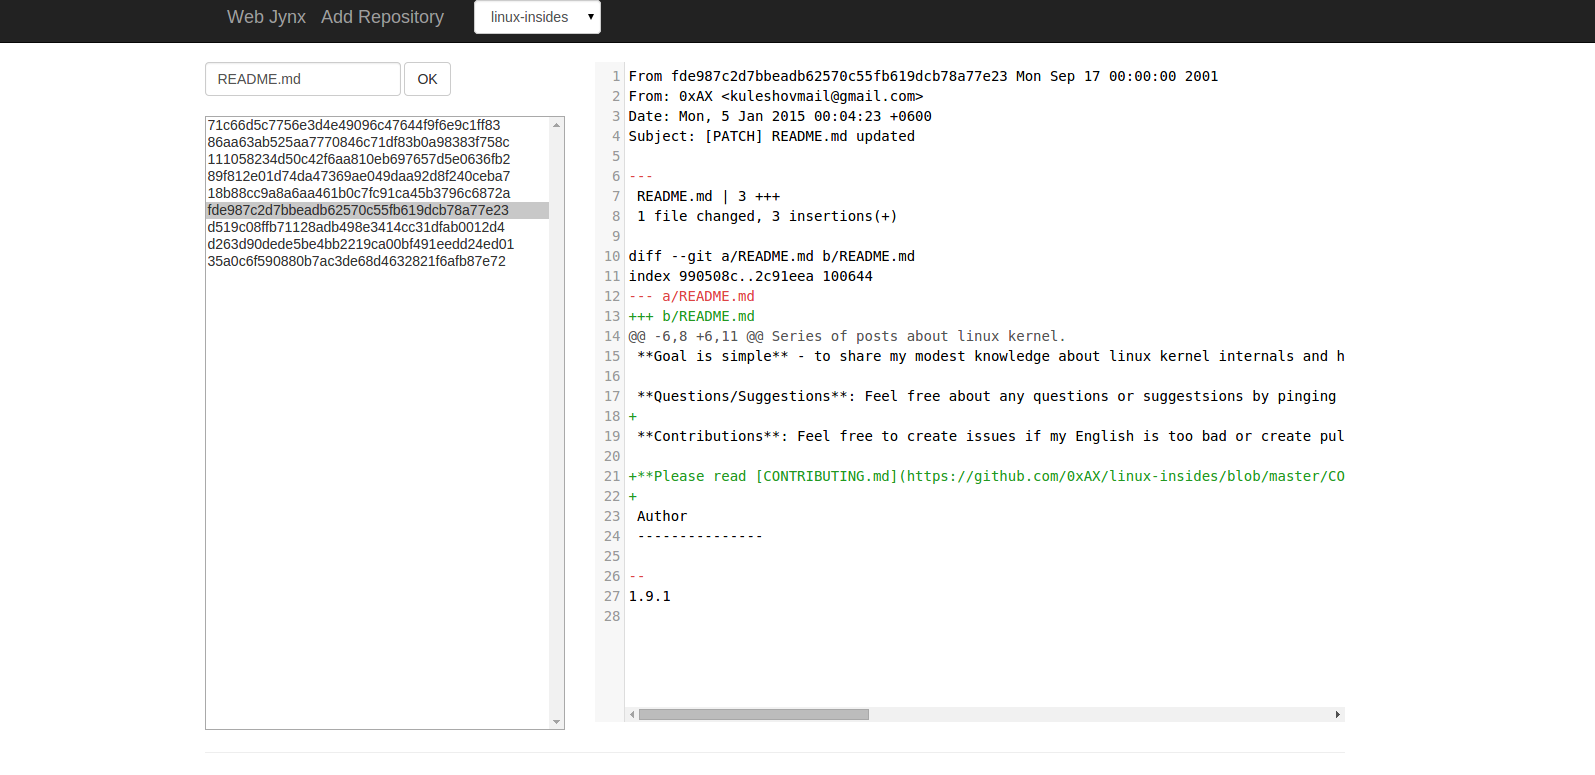 Web Jynx Add Repository linux-insides
README.md OK
71c66d5c7756e3d4e49096c47644f9f6e9c1ff83
86aa63ab525aa7770846c71df83b0a98383f758c
111058234d50c42f6aa810eb697657d5e0636fb2
89f812e01d74da47369ae049daa92d8f240ceba7
18b88cc9a8a6aa461b0c7fc91ca45b3796c6872a
fde987c2d7bbeadb62570c55fb619dcb78a77e23
d519c08ffb71128adb498e3414cc31dfab0012d4
d263d90dede5be4bb2219ca00bf491eedd24ed01
35a0c6f590880b7ac3de68d4632821f6afb87e72
1 From fde987c2d7bbeadb62570c55fb619dcb78a77e23 Mon Sep 17 00:00:00 2001
2 From: 0xAX <kuleshovmail@gmail.com>
3 Date: Mon, 5 Jan 2015 00:04:23 +0600
4 Subject: [PATCH] README.md updated
5
6 ---
7 README.md | 3 +++
8 1 file changed, 3 insertions(+)
9
10 diff --git a/README.md b/README.md
11 index 990508c..2c91eea 100644
12 --- a/README.md
13 +++ b/README.md
14 @@ -6,8 +6,11 @@ Series of posts about linux kernel.
15 **Goal is simple** - to share my modest knowledge about linux kernel internals and h
16
17 **Questions/Suggestions**: Feel free about any questions or suggestsions by pinging
18 +
19 **Contributions**: Feel free to create issues if my English is too bad or create pul
20
21 +**Please read [CONTRIBUTING.md](https://github.com/0xAX/linux-insides/blob/master/CO
22 +
23 Author
24 ---------------
25
26 --
27 1.9.1
28